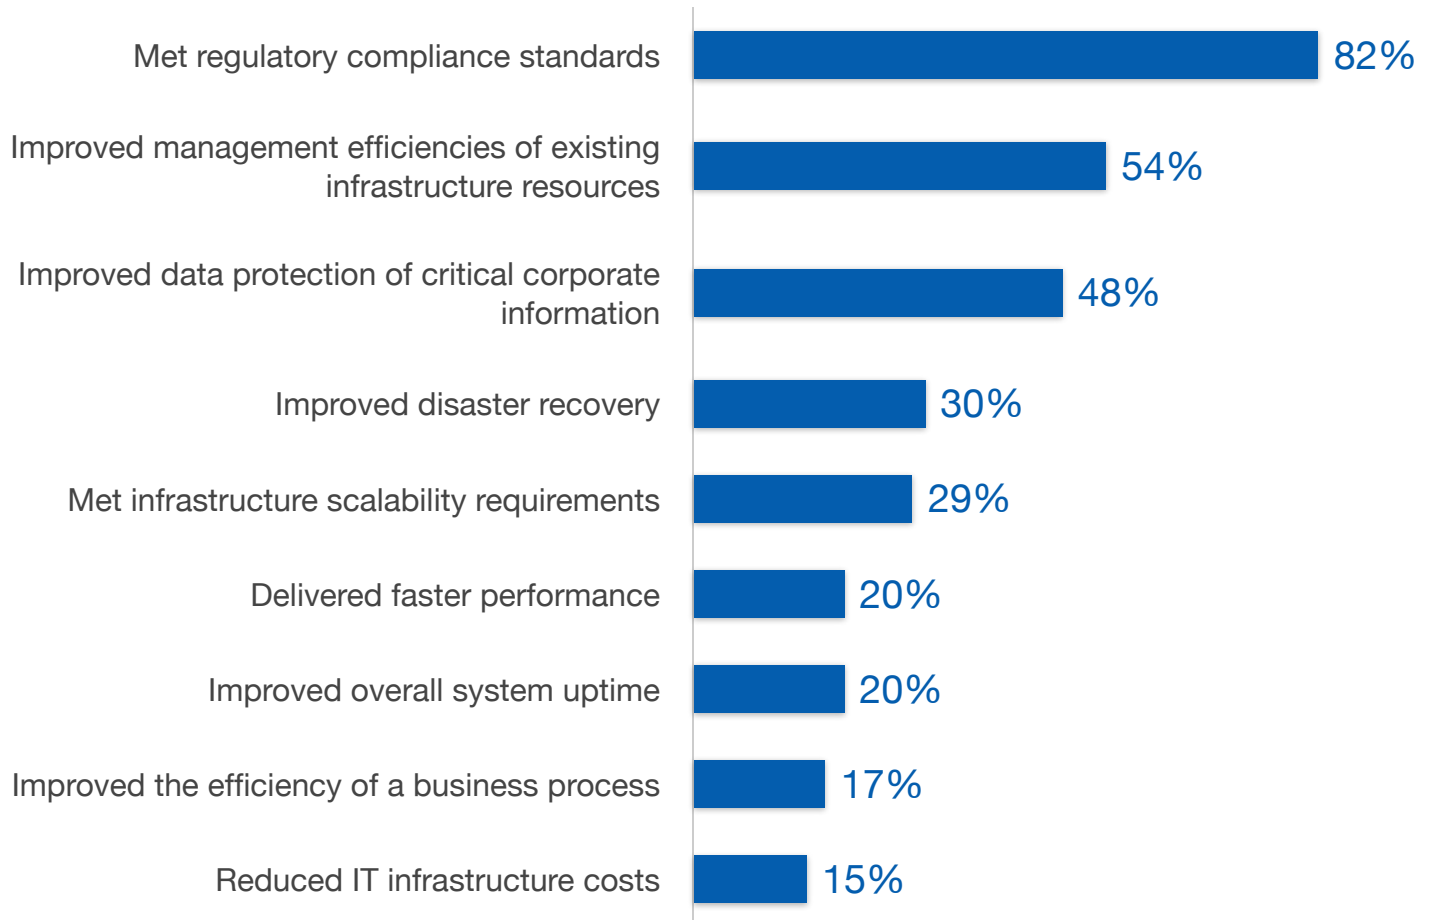 Met regulatory compliance standards 82%
Improved management efficiencies of existing
infrastructure resources 54%
Improved data protection of critical corporate
information 48%
Improved disaster recovery 30%
Met infrastructure scalability requirements 29%
Delivered faster performance 20%
Improved overall system uptime 20%
Improved the efficiency of a business process 17%
Reduced IT infrastructure costs 15%